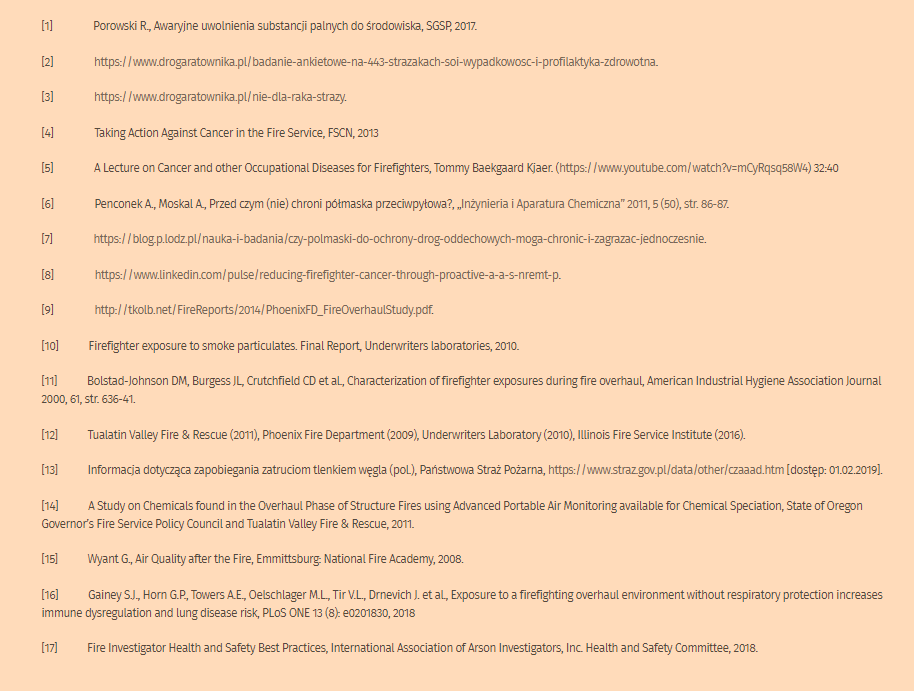 [1] Porowski R., Awaryjne uwolnienia substancji palnych do środowiska, SGSP, 2017.
[2] https://www.drogaratownika.pl/badanie-ankietowe-na-443-strazakach-soi-wypadkowosc-i-profilaktyka-zdrowotna.
[3] https://www.drogaratownika.pl/nie-dla-raka-strazy.
[4] Taking Action Against Cancer in the Fire Service, FSCN, 2013
[5] A Lecture on Cancer and other Occupational Diseases for Firefighters, Tommy Baekgaard Kjaer. (https://www.youtube.com/watch?v=mCyRqsq58W4) 32:40
[6] Penconek A., Moskal A., Przed czym (nie) chroni półmaska przeciwpyłowa?, „Inżynieria i Aparatura Chemiczna” 2011, 5 (50), str. 86-87.
[7] https://blog.p.lodz.pl/nauka-i-badania/czy-polmaski-do-ochrony-drog-oddechowych-moga-chronic-i-zagrazac-jednoczesnie.
[8] https://www.linkedin.com/pulse/reducing-firefighter-cancer-through-proactive-a-a-s-nremt-p.
[9] http://tkolb.net/FireReports/2014/PhoenixFD_FireOverhaulStudy.pdf.
[10] Firefighter exposure to smoke particulates. Final Report, Underwriters laboratories, 2010.
[11] Bolstad-Johnson DM, Burgess JL, Crutchfield CD et al., Characterization of firefighter exposures during fire overhaul, American Industrial Hygiene Association Journal
2000, 61, str. 636-41.
[12] Tualatin Valley Fire & Rescue (2011), Phoenix Fire Department (2009), Underwriters Laboratory (2010), Illinois Fire Service Institute (2016).
[13] Informacja dotycząca zapobiegania zatruciom tlenkiem węgla (pol.), Państwowa Straż Pożarna, https://www.straz.gov.pl/data/other/czaaad.htm [dostęp: 01.02.2019].
[14] A Study on Chemicals found in the Overhaul Phase of Structure Fires using Advanced Portable Air Monitoring available for Chemical Speciation, State of Oregon
Governor’s Fire Service Policy Council and Tualatin Valley Fire & Rescue, 2011.
[15] Wyant G., Air Quality after the Fire, Emmittsburg: National Fire Academy, 2008.
[16] Gainey S.J., Horn G.P., Towers A.E., Oelschlager M.L., Tir V.L., Drnevich J. et al., Exposure to a firefighting overhaul environment without respiratory protection increases
immune dysregulation and lung disease risk, PLoS ONE 13 (8): e0201830, 2018
[17] Fire Investigator Health and Safety Best Practices, International Association of Arson Investigators, Inc. Health and Safety Committee, 2018.